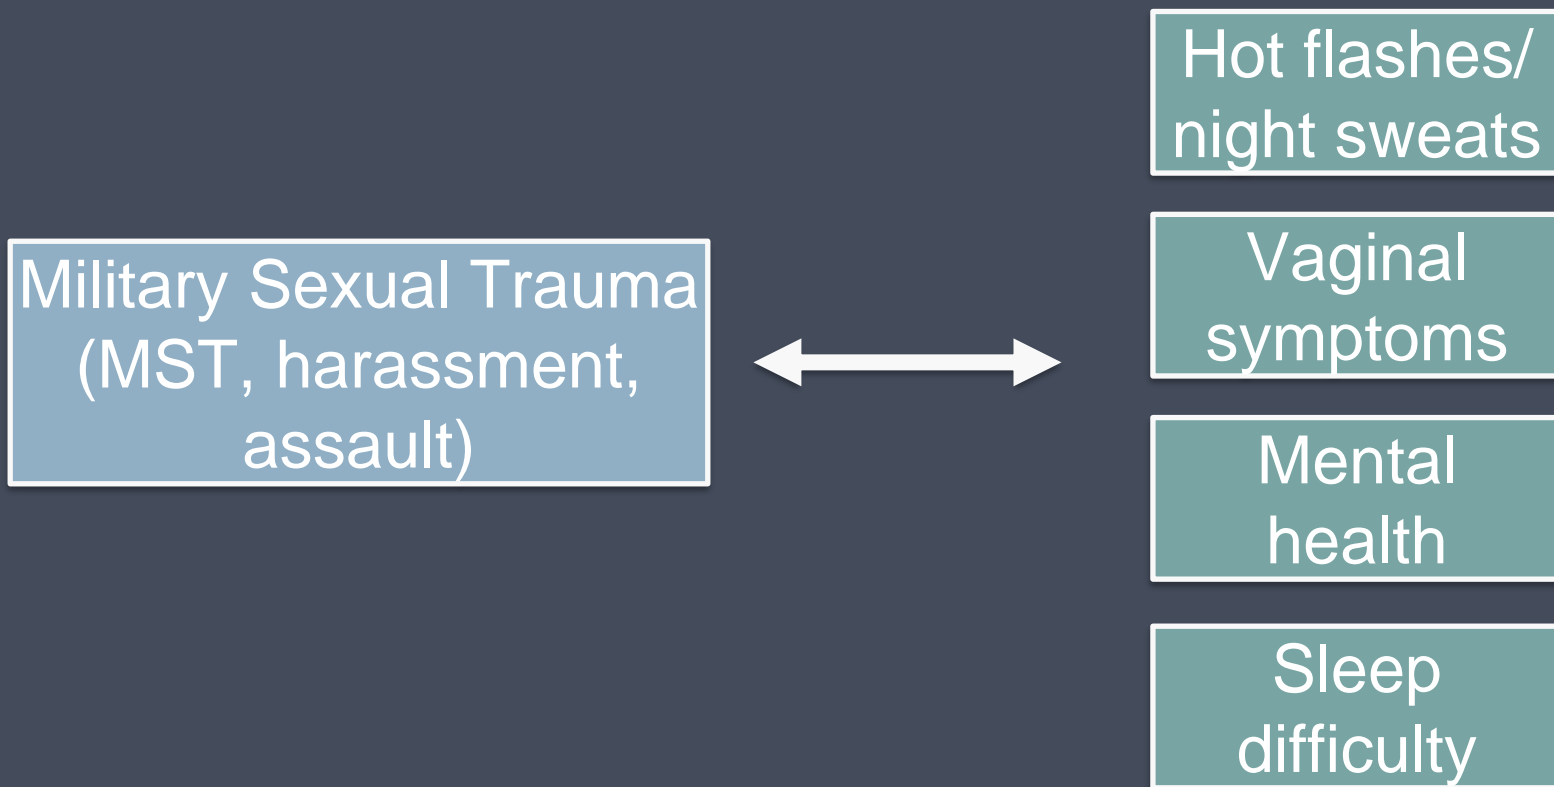 Military Sexual Trauma
(MST, harassment,
assault)
Hot flashes/
night sweats
Vaginal
symptoms
Mental
health
Sleep
difficulty